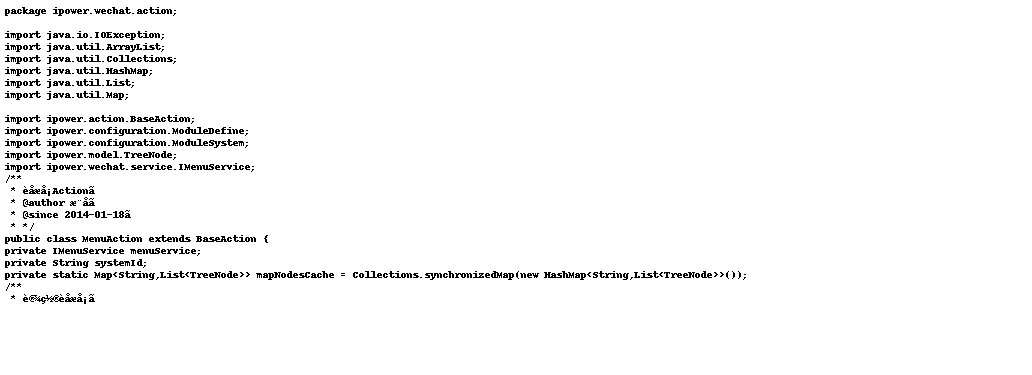 package ipower.wechat.action;
import java.io.IOException;
import java.util.ArrayList;
import java.util.Collections;
import java.util.HashMap;
import java.util.List;
import java.util.Map;
import ipower.action.BaseAction;
import ipower.configuration.ModuleDefine;
import ipower.configuration.ModuleSystem;
import ipower.model.TreeNode;
import ipower.wechat.service.IMenuService;
/**
* èåæå¡Actionã
* @author æ¨åã
* @since 2014-01-18ã
* */
public class MenuAction extends BaseAction {
private IMenuService menuService;
private String systemId;
private static Map<String,List<TreeNode>> mapNodesCache = Collections.synchronizedMap(new HashMap<String,List<TreeNode>>());
/**
* è®¾ç½®èåæå¡ã